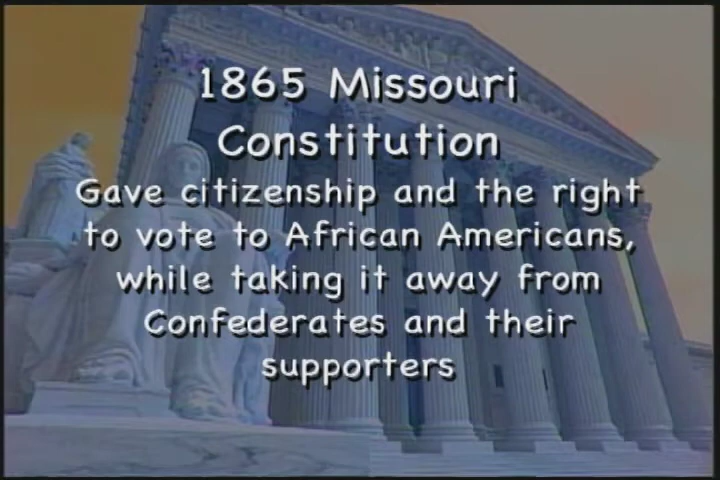 1865 Missouri
Constitution
Gave citizenship and the right
to vote to African Americans,
while taking it away from
Confederates and their
supporters